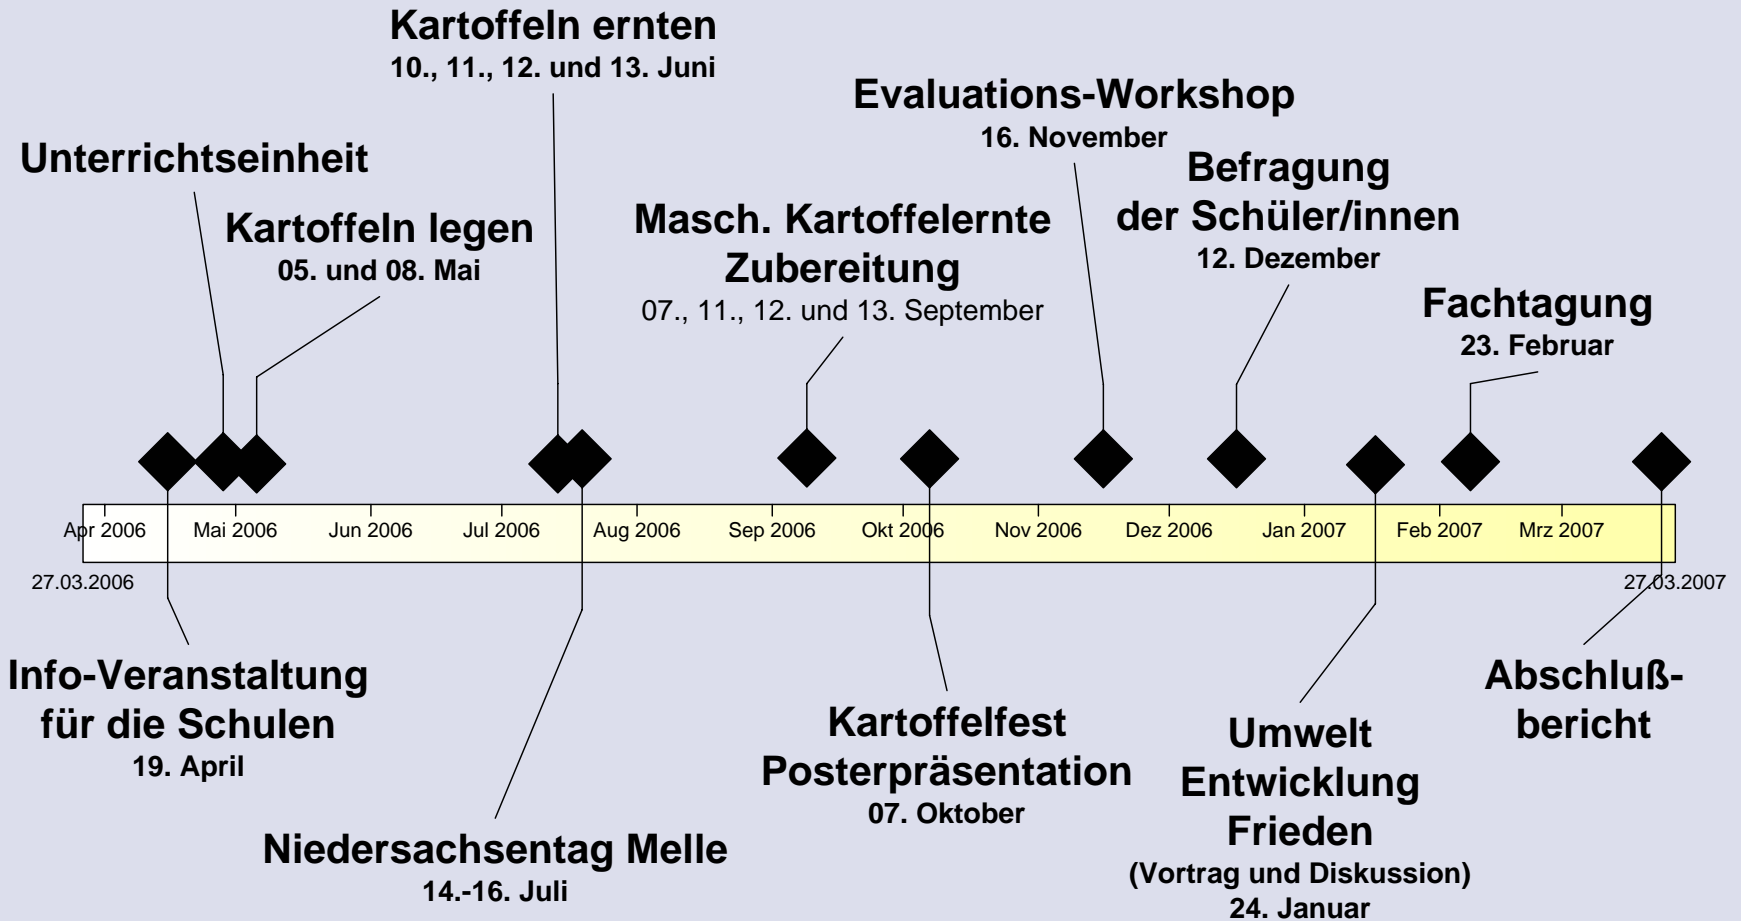 Kartoffeln ernten
10., 11., 12. und 13. Juni
Evaluations-Workshop
16. November
Unterrichtseinheit
Befragung
der Schüler/innen
12. Dezember
Kartoffeln legen
05. und 08. Mai
Masch. Kartoffelernte
Zubereitung
07., 11., 12. und 13. September
Fachtagung
23. Februar
Apr 2006
Mai 2006
Jun 2006
Jul 2006
Aug 2006
Sep 2006
Okt 2006
Nov 2006
Dez 2006
Jan 2007
Feb 2007
Mrz 2007
27.03.2006
27.03.2007
Info-Veranstaltung
für die Schulen
19. April
Niedersachsentag Melle
14.-16. Juli
Kartoffelfest
Posterpräsentation
07. Oktober
Umwelt
Entwicklung
Frieden
(Vortrag und Diskussion)
24. Januar
Abschluß-
bericht